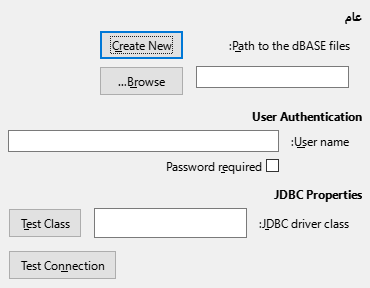 عام
Path to the dBASE files:
Create New
Browse...
User Authentication
User name:
Password required
JDBC Properties
JDBC driver class:
Test Class
Test Connection